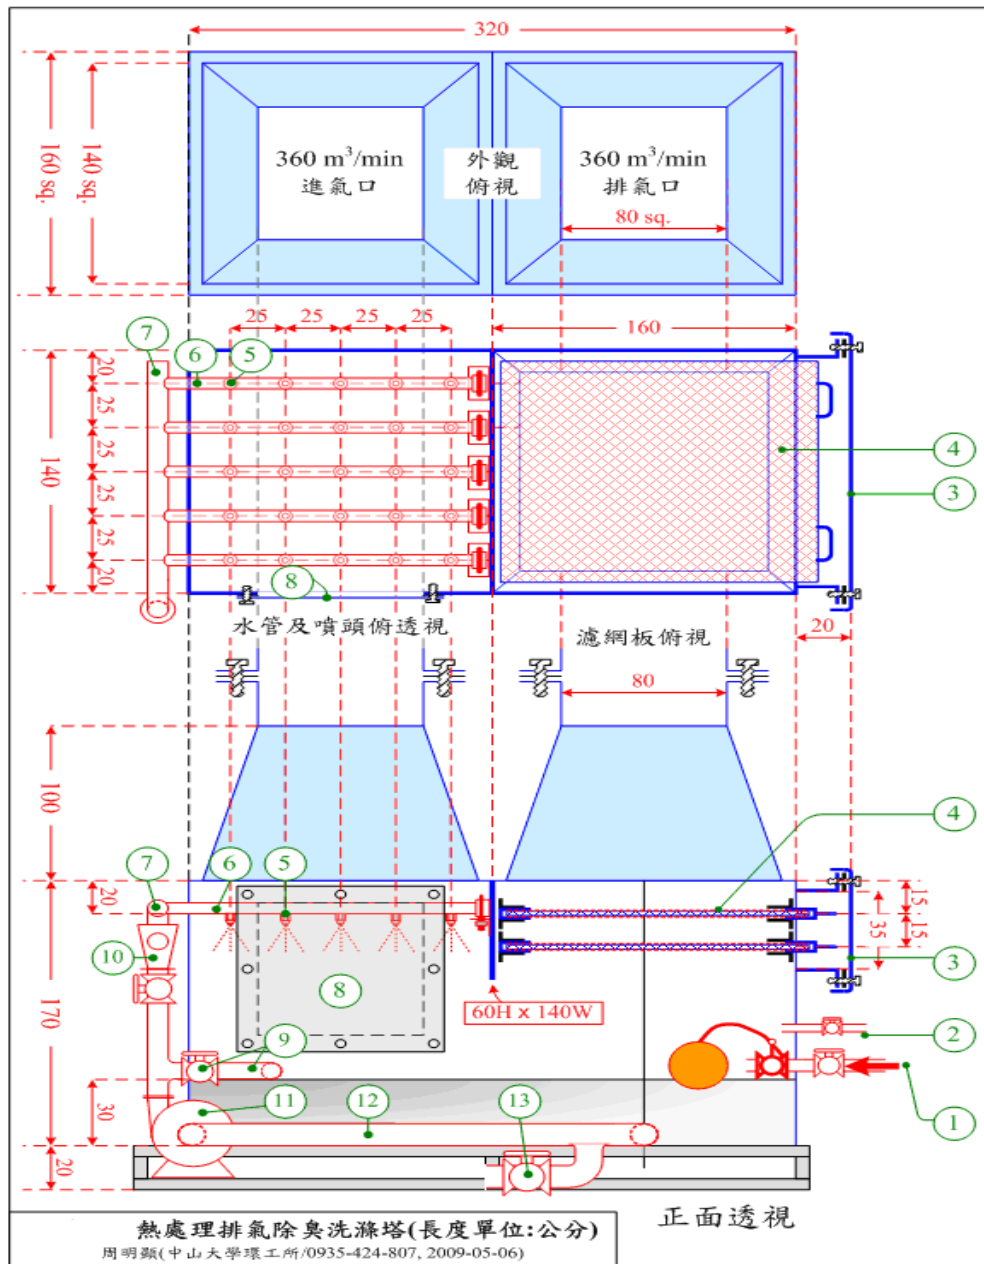 320
160 sq.
140 sq.
360 m³/min
進氣口
外觀
俯視
360 m³/min
排氣口
80 sq.
25
25
25
25
160
7
6
5
20
25
25
25
25
20
140
4
3
8
水管及噴頭俯透視
濾網板俯視
20
80
100
4
7
6
5
20
15
15
35
3
10
8
60H x 140W
2
170
9
30
11
12
13
1
20
正面透視
熱處理排氣除臭洗滌塔(長度單位:公分)
周明顯(中山大學環工所/0935-424-807, 2009-05-06)